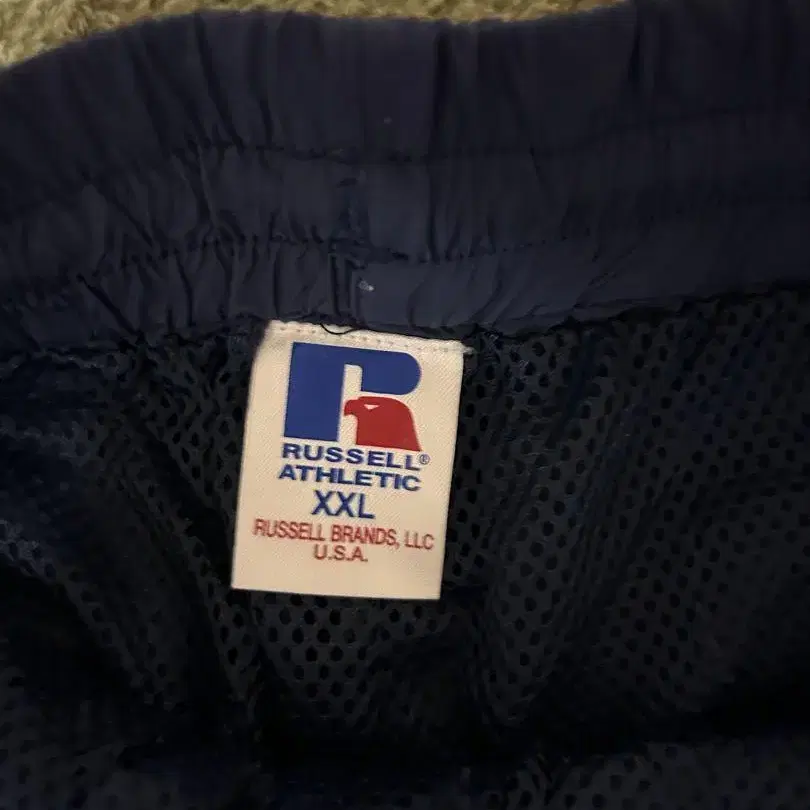 RUSSELL®
ATHLETIC
XXL
RUSSELL BRANDS, LLC
U.S.A.